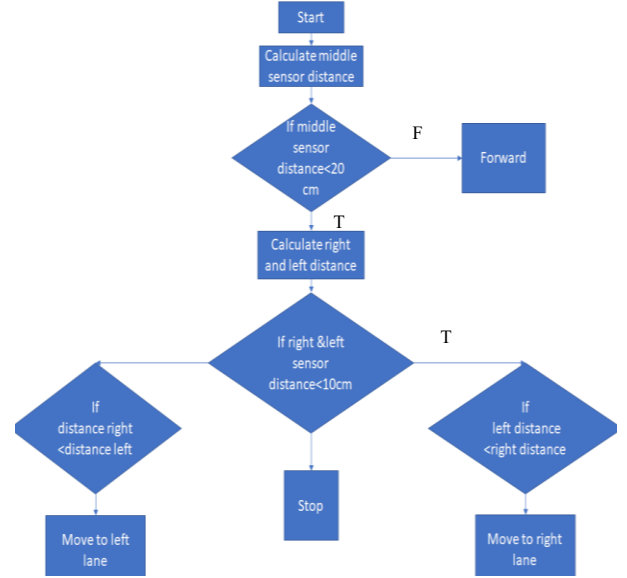 Start
Calculate middle
sensor distance
If middle
sensor
distance<20
cm
F
Forward
T
Calculate right
and left distance
If right &left
sensor
distance<10cm
T
If
distance right
<distance left
If
left distance
<right distance
Stop
Move to left
lane
Move to right
lane